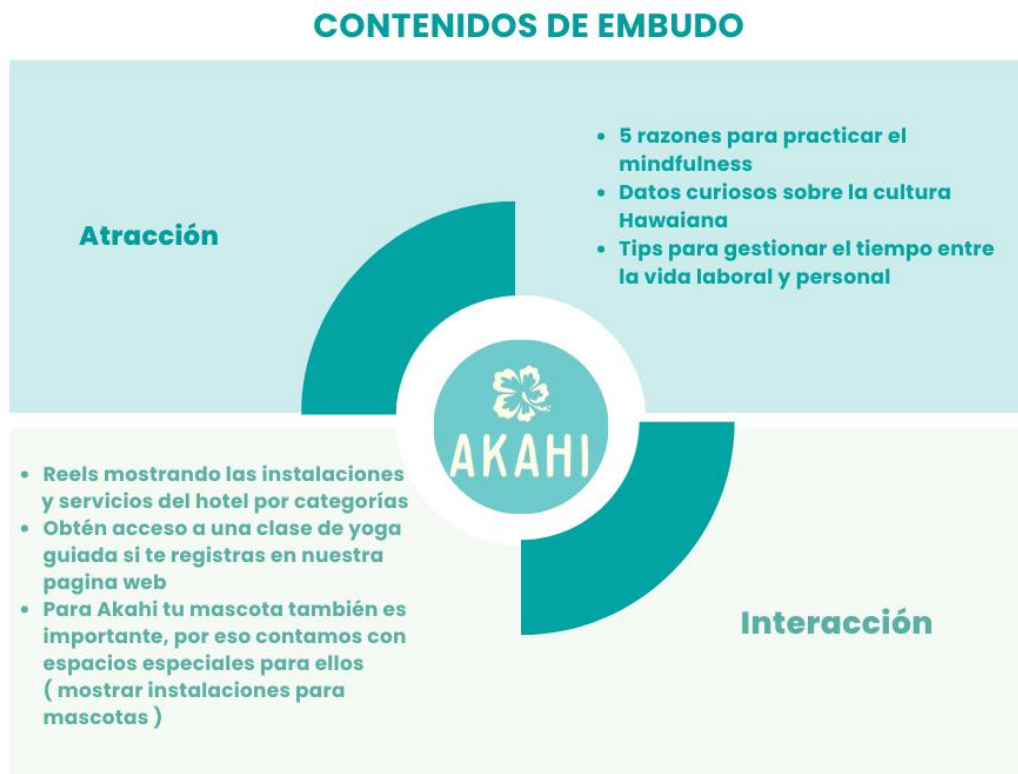 CONTENIDOS DE EMBUDO
Atracción
• 5 razones para practicar el
mindfulness
• Datos curiosos sobre la cultura
Hawaiana
• Tips para gestionar el tiempo entre
la vida laboral y personal
AKAHI
• Reels mostrando las instalaciones
y servicios del hotel por categorías
• Obtén acceso a una clase de yoga
guiada si te registras en nuestra
pagina web
• Para Akahi tu mascota también es
importante, por eso contamos con
espacios especiales para ellos
( mostrar instalaciones para
mascotas )
Interacción